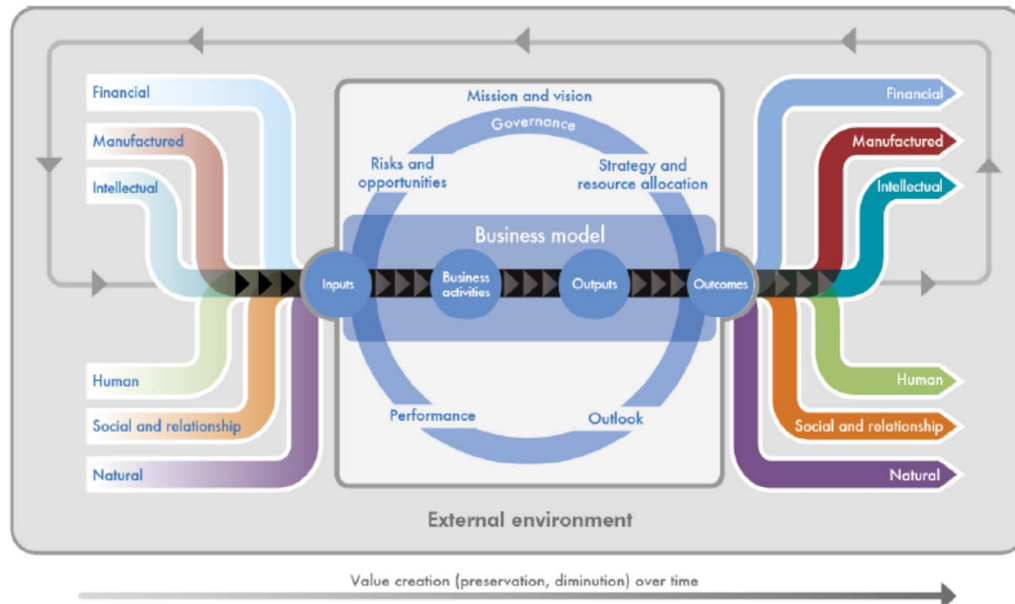 Financial
Manufactured
Intellectual
Human
Social and relationship
Natural
Mission and vision
Governance
Risks and
opportunities
Strategy and
resource allocation
Business model
Inputs
Business
activities
Outputs
Outcomes
Performance
Outlook
Financial
Manufactured
Intellectual
Human
Social and relationship
Natural
External environment
Value creation (preservation, diminution) over time